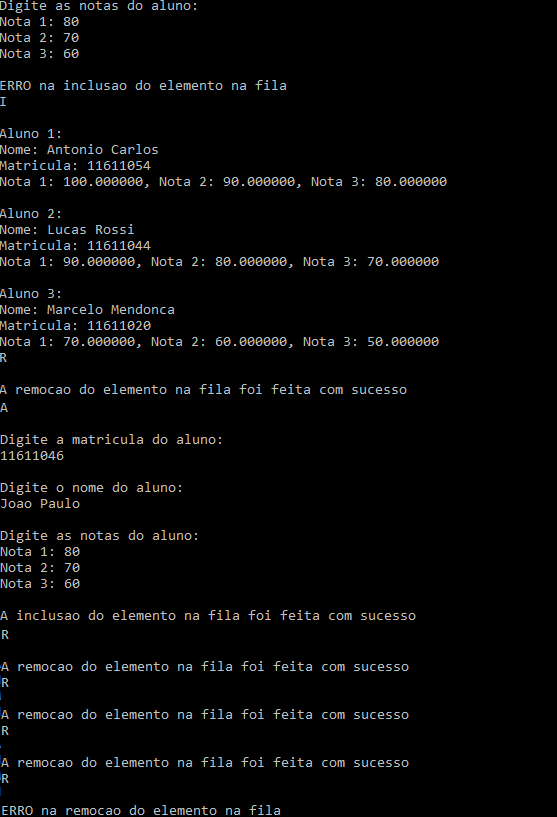 Digite as notas do aluno:
Nota 1: 80
Nota 2: 70
Nota 3: 60
ERRO na inclusao do elemento na fila
I
Aluno 1:
Nome: Antonio Carlos
Matricula: 11611054
Nota 1: 100.000000, Nota 2: 90.000000, Nota 3: 80.000000
Aluno 2:
Nome: Lucas Rossi
Matricula: 11611044
Nota 1: 90.000000, Nota 2: 80.000000, Nota 3: 70.000000
Aluno 3:
Nome: Marcelo Mendonca
Matricula: 11611020
Nota 1: 70.000000, Nota 2: 60.000000, Nota 3: 50.000000
R
A remocao do elemento na fila foi feita com sucesso
A
Digite a matricula do aluno:
11611046
Digite o nome do aluno:
Joao Paulo
Digite as notas do aluno:
Nota 1: 80
Nota 2: 70
Nota 3: 60
A inclusao do elemento na fila foi feita com sucesso
R
A remocao do elemento na fila foi feita com sucesso
R
A remocao do elemento na fila foi feita com sucesso
R
A remocao do elemento na fila foi feita com sucesso
R
ERRO na remocao do elemento na fila